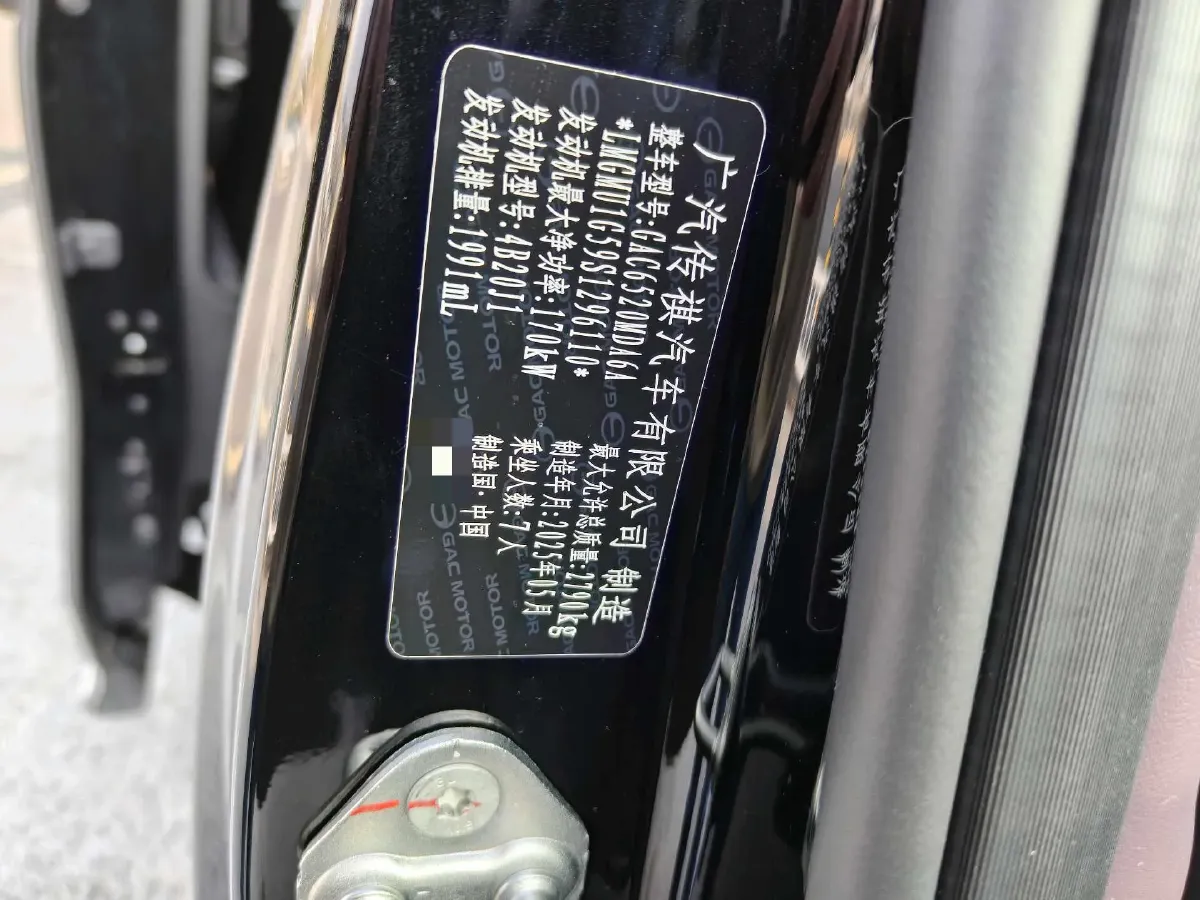 广汽传祺汽车有限公司 制造
整车型号:GAC6520MDA6A
*LMGMU1G59S1296110*
最大允许总质量:2790kg
发动机最大净功率:170kW
制造年月:2025年05月
发动机型号:4B20J1
乘坐人数:7人
发动机排量:1991mL
制造国:中国
GAC MOTOR